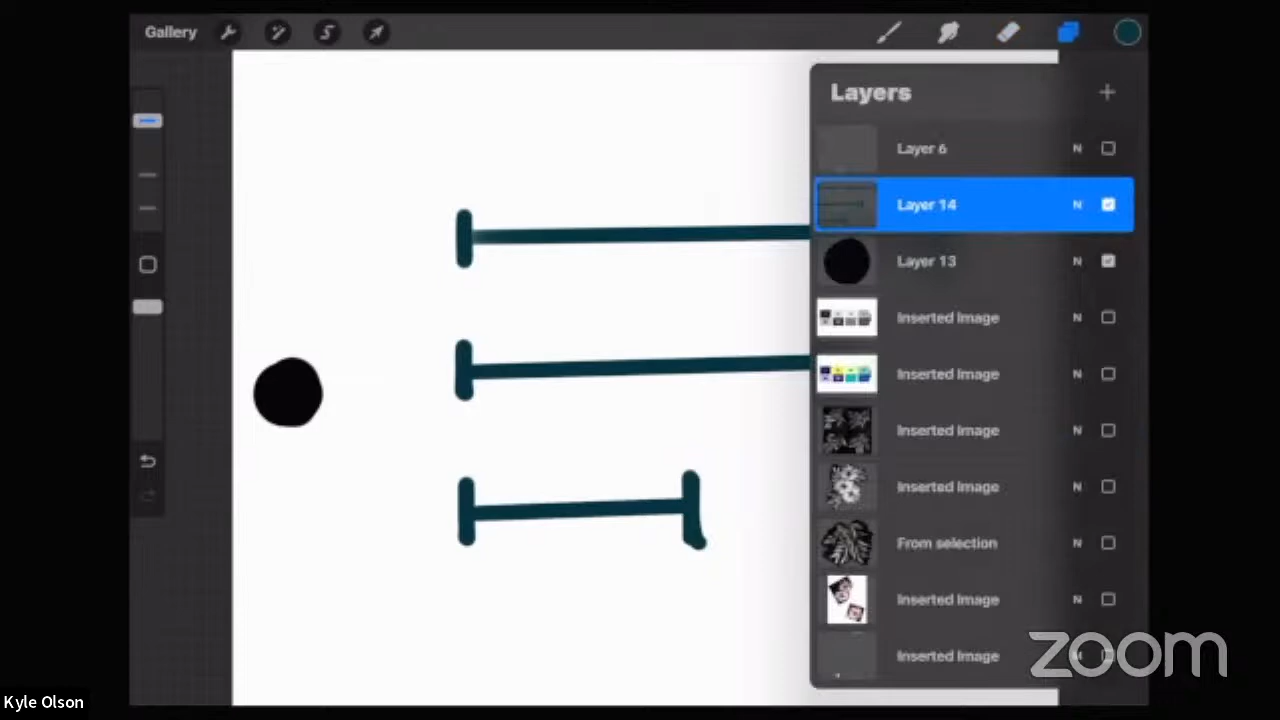 Gallery
Layers
Layer 6 N
Layer 14 N
Layer 13 N
Inserted Image N
Inserted Image N
Inserted Image N
Inserted Image N
From selection N
Inserted Image N
Inserted Image
zoom
Kyle Olson